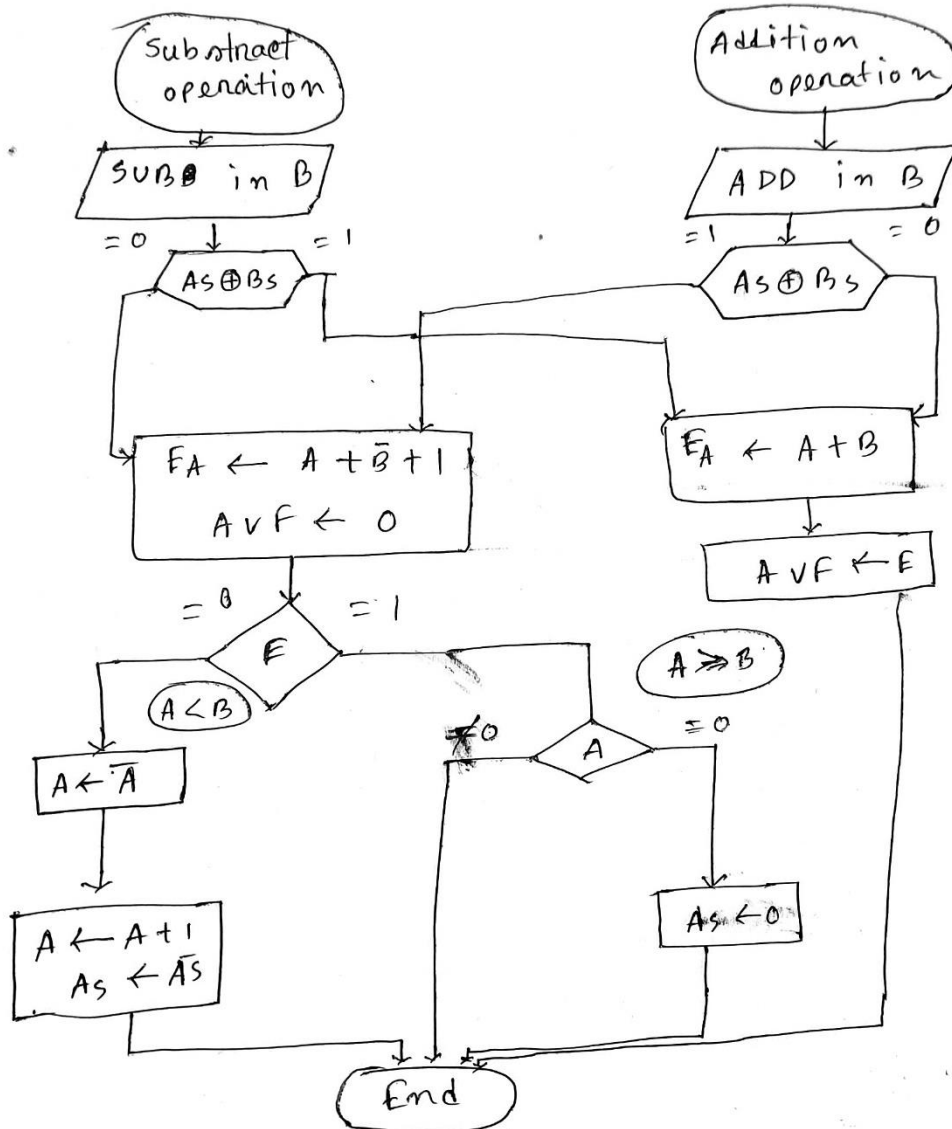 Substract
operation
Addition
operation
SUB in B
ADD in B
=0
=1
=1
=0
As⊕Bs
As⊕Bs
EA ← A + B̅ + 1
AVF ← 0
EA ← A + B
AVF ← E
=0
=1
E
A<B
A≥B
≠0
=0
A
A ← A̅
As ← 0
A ← A+1
As ← A̅s̅
End